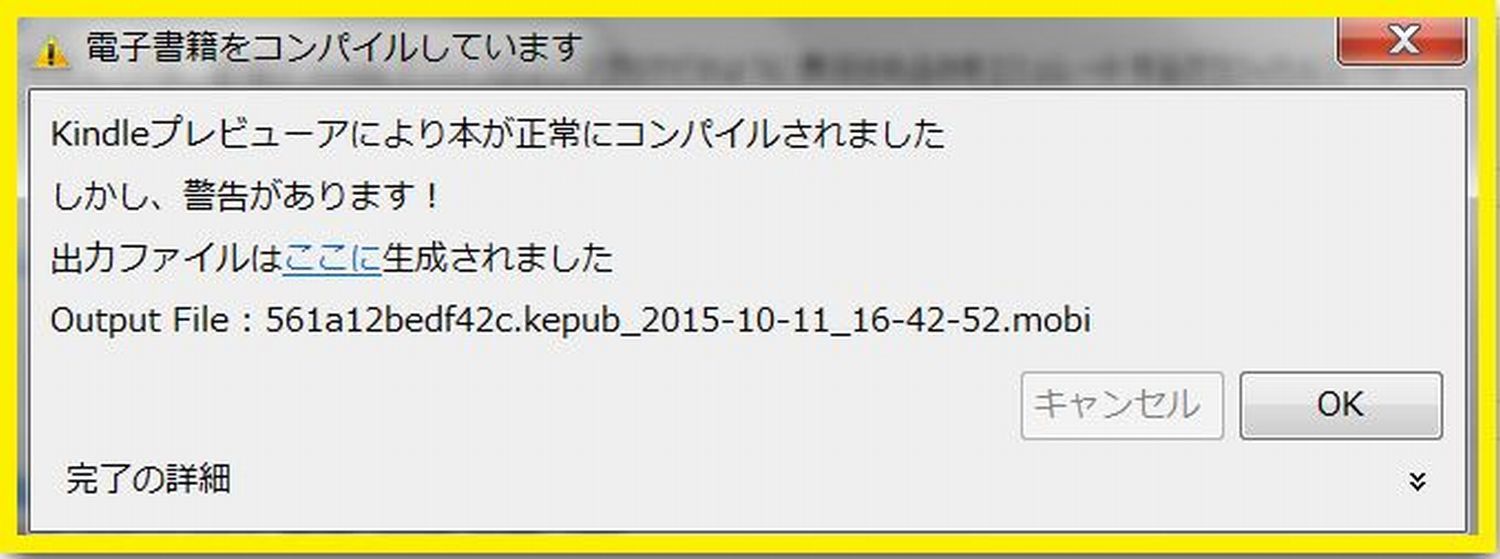 電子書籍をコンパイルしています
Kindleプレビューアにより本が正常にコンパイルされました
しかし、警告があります！
出力ファイルはここに生成されました
Output File : 561a12bedf42c.kepub_2015-10-11_16-42-52.mobi
キャンセル OK
完了の詳細